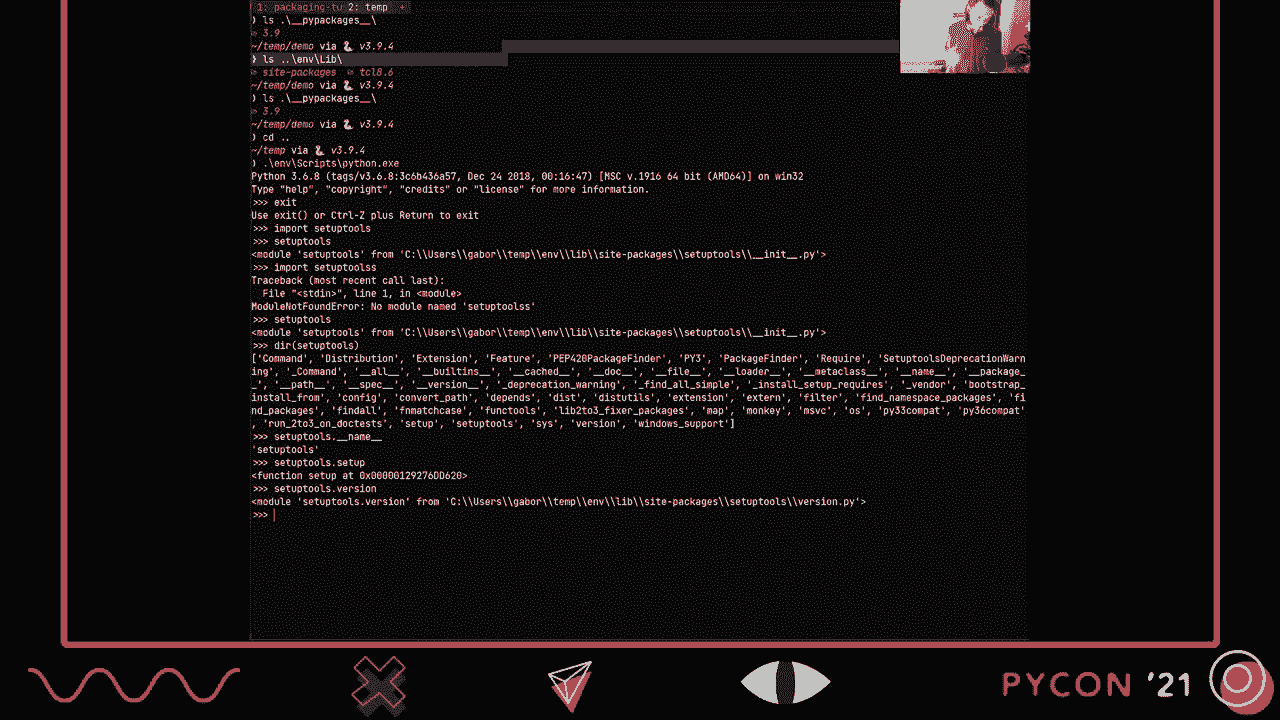 1: packaging-tu 2: temp +
❯ ls .\__pypackages__\
3.9
~/temp/demo via 🐍 v3.9.4
❯ ls ..\env\Lib\
site-packages tcl8.6
~/temp/demo via 🐍 v3.9.4
❯ ls .\__pypackages__\
3.9
~/temp/demo via 🐍 v3.9.4
❯ cd ..
~/temp via 🐍 v3.9.4
❯ .\env\Scripts\python.exe
Python 3.6.8 (tags/v3.6.8:3c6b436a57, Dec 24 2018, 00:16:47) [MSC v.1916 64 bit (AMD64)] on win32
Type "help", "copyright", "credits" or "license" for more information.
>>> exit
Use exit() or Ctrl-Z plus Return to exit
>>> import setuptools
>>> setuptools
<module 'setuptools' from 'C:\\Users\\gabor\\temp\\env\\lib\\site-packages\\setuptools\\__init__.py'>
>>> import setuptoolss
Traceback (most recent call last):
  File "<stdin>", line 1, in <module>
ModuleNotFoundError: No module named 'setuptoolss'
>>> setuptools
<module 'setuptools' from 'C:\\Users\\gabor\\temp\\env\\lib\\site-packages\\setuptools\\__init__.py'>
>>> dir(setuptools)
['Command', 'Distribution', 'Extension', 'Feature', 'PEP420PackageFinder', 'PY3', 'PackageFinder', 'Require', 'SetuptoolsDeprecationWarn
ing', '_Command', '__all__', '__builtins__', '__cached__', '__doc__', '__file__', '__loader__', '__metaclass__', '__name__', '__package_
_', '__path__', '__spec__', '__version__', '_deprecation_warning', '_find_all_simple', '_install_setup_requires', '_vendor', 'bootstrap_
install_from', 'config', 'convert_path', 'depends', 'dist', 'distutils', 'extension', 'extern', 'filter', 'find_namespace_packages', 'fi
nd_packages', 'findall', 'fnmatchcase', 'functools', 'lib2to3_fixer_packages', 'map', 'monkey', 'msvc', 'os', 'py33compat', 'py36compat'
, 'run_2to3_on_doctests', 'setup', 'setuptools', 'sys', 'version', 'windows_support']
>>> setuptools.__name__
'setuptools'
>>> setuptools.setup
<function setup at 0x00000129276DD620>
>>> setuptools.version
<module 'setuptools.version' from 'C:\\Users\\gabor\\temp\\env\\lib\\site-packages\\setuptools\\version.py'>
>>>
PYCON '21